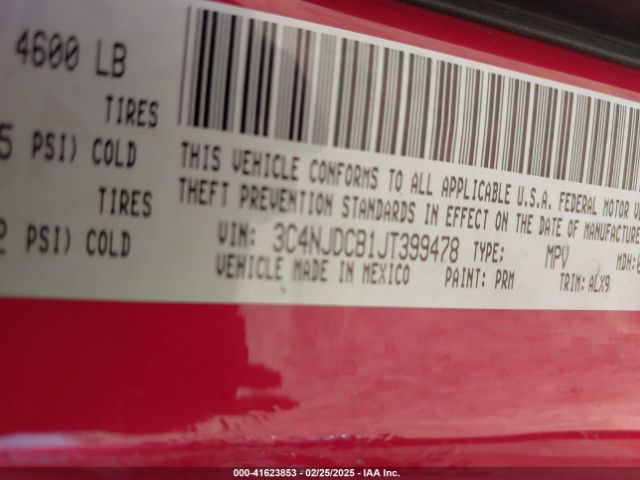 4600 LB
TIRES
5 PSI) COLD
TIRES
2 PSI) COLD
THIS VEHICLE CONFORMS TO ALL APPLICABLE U.S.A. FEDERAL MOTOR V
THEFT PREVENTION STANDARDS IN EFFECT ON THE DATE OF MANUFACTURE
VIN: 3C4NJDCB1JT399478 TYPE: MPV MDH:0
VEHICLE MADE IN MEXICO PAINT: PRM TRIM: ALX9
000-41623853 / 02/25/2025 - IAA Inc.